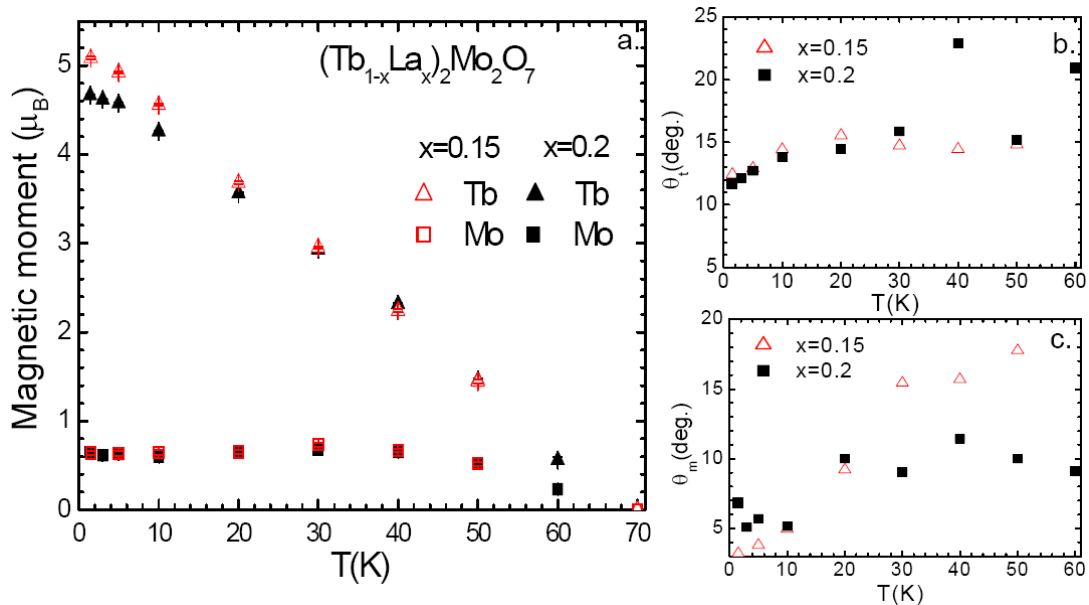 a.
(Tb1-xLax)2Mo2O7
x=0.15 x=0.2
Tb Tb
Mo Mo
Magnetic moment (μB)
5
4
3
2
1
0
0 10 20 30 40 50 60 70
T(K)
b.
x=0.15
x=0.2
θt(deg.)
25
20
15
10
5
0 10 20 30 40 50 60
T(K)
c.
x=0.15
x=0.2
θm(deg.)
20
15
10
5
0 10 20 30 40 50 60
T(K)